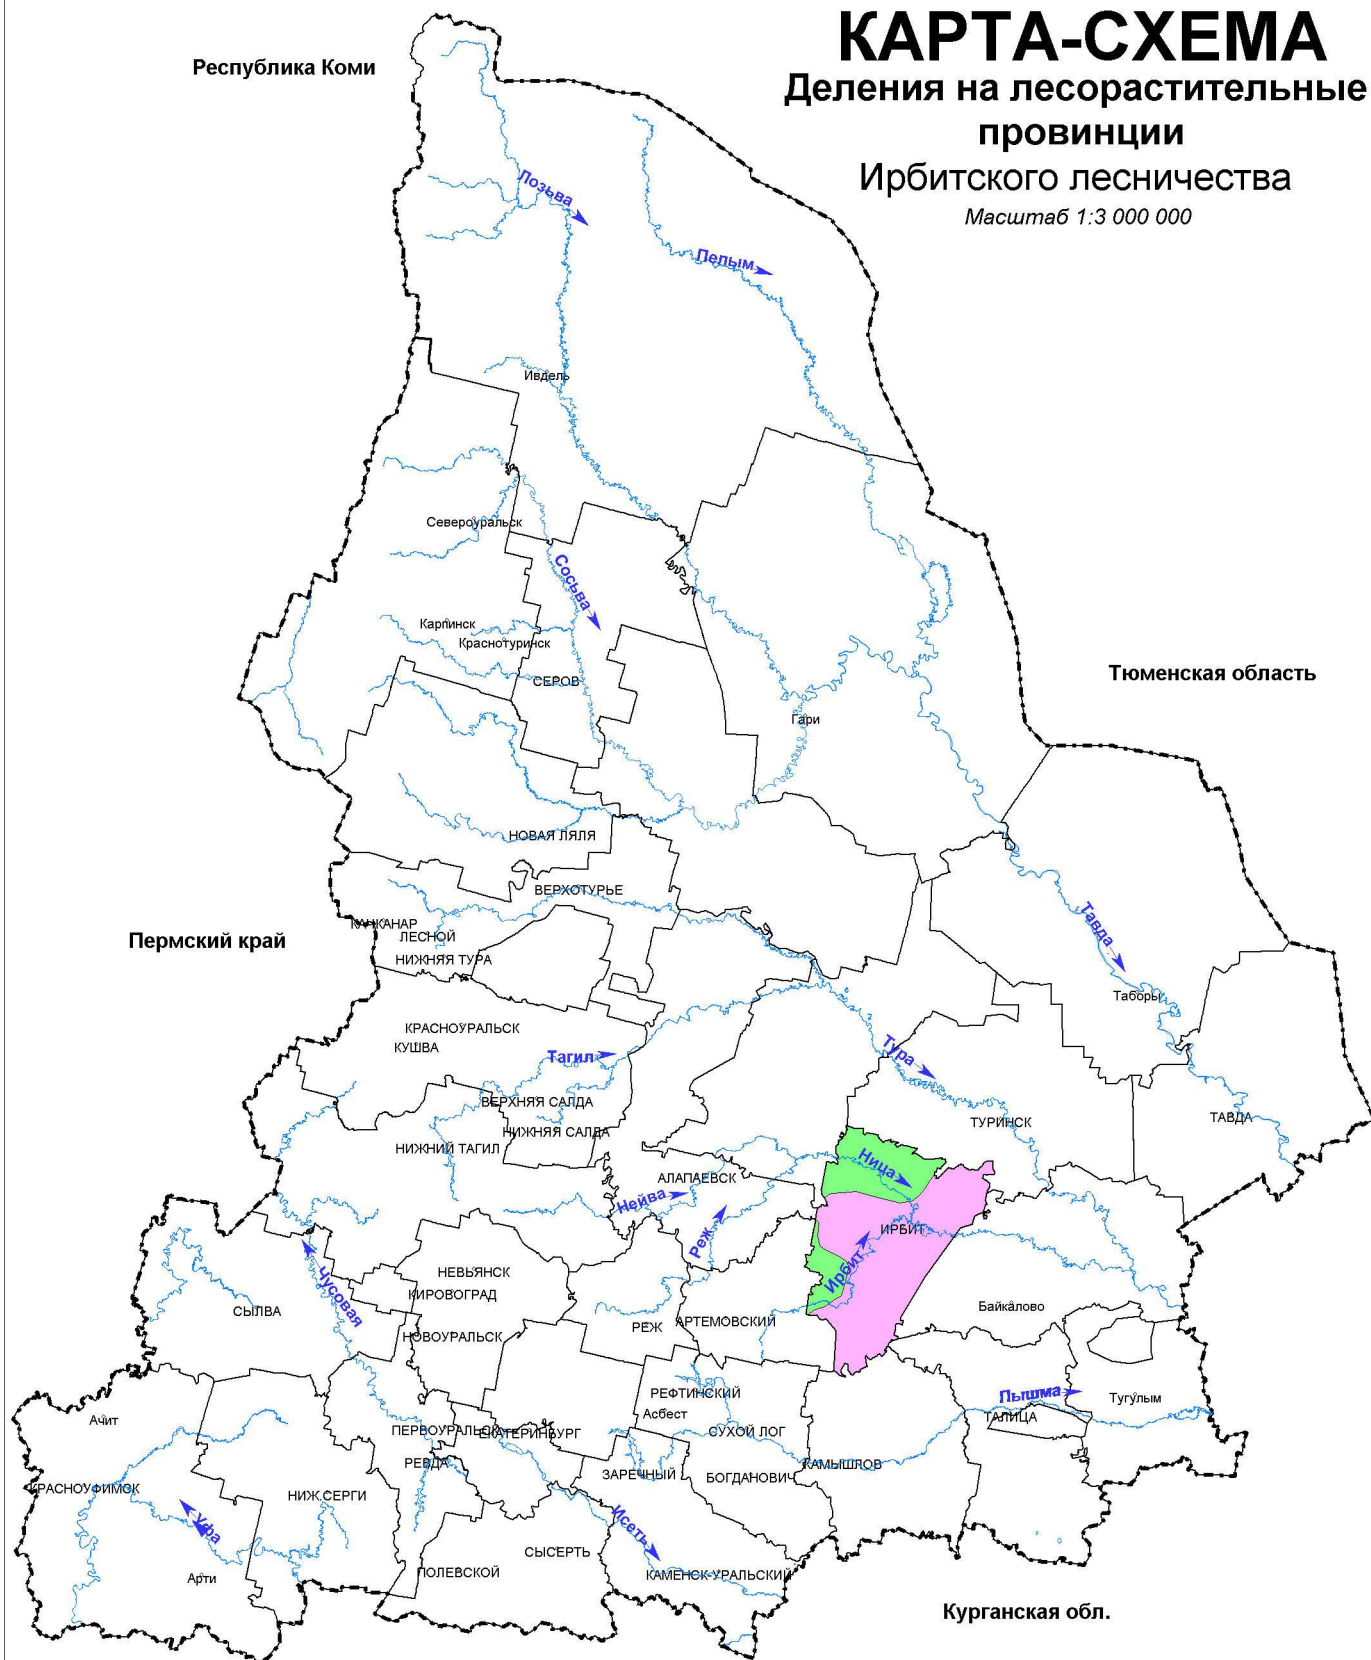 КАРТА-СХЕМА
Деления на лесорастительные
провинции
Ирбитского лесничества
Масштаб 1:3 000 000
Республика Коми
Лозьва
Пелым
Ивдель
Североуральск
Сосьва
Карпинск
Краснотурьинск
СЕРОВ
Тюменская область
Гари
НОВАЯ ЛЯЛЯ
ВЕРХОТУРЬЕ
КАЧКАНАР
ЛЕСНОЙ
Пермский край
НИЖНЯЯ ТУРА
Тавда
Таборы
КРАСНОУРАЛЬСК
КУШВА
Тагил
Тура
ВЕРХНЯЯ САЛДА
НИЖНЯЯ САЛДА
ТУРИНСК
ТАВДА
НИЖНИЙ ТАГИЛ
Ница
АЛАПАЕВСК
Нейва
Реж
ИРБИТ
Ирбит
НЕВЬЯНСК
КИРОВОГРАД
Чусовая
СЫЛВА
Байкалово
НОВОУРАЛЬСК
РЕЖ
АРТЕМОВСКИЙ
РЕФТИНСКИЙ
Асбест
Пышма
Тугулым
ТАЛИЦА
Ачит
ПЕРВОУРАЛЬСК
ЕКАТЕРИНБУРГ
СУХОЙ ЛОГ
РЕВДА
КАМЫШЛОВ
ЗАРЕЧНЫЙ
БОГДАНОВИЧ
КРАСНОУФИМСК
НИЖ.СЕРГИ
Уфа
Исеть
СЫСЕРТЬ
Арти
ПОЛЕВСКОЙ
КАМЕНСК-УРАЛЬСКИЙ
Курганская обл.